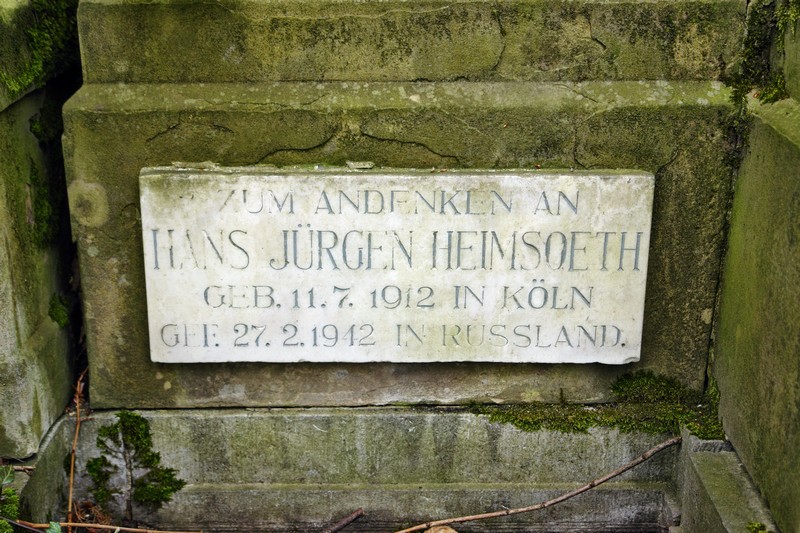 ZUM ANDENKEN AN
HANS JÜRGEN HEIMSOETH
GEB. 11. 7. 1912 IN KÖLN
GEF. 27. 2. 1942 IN RUSSLAND.